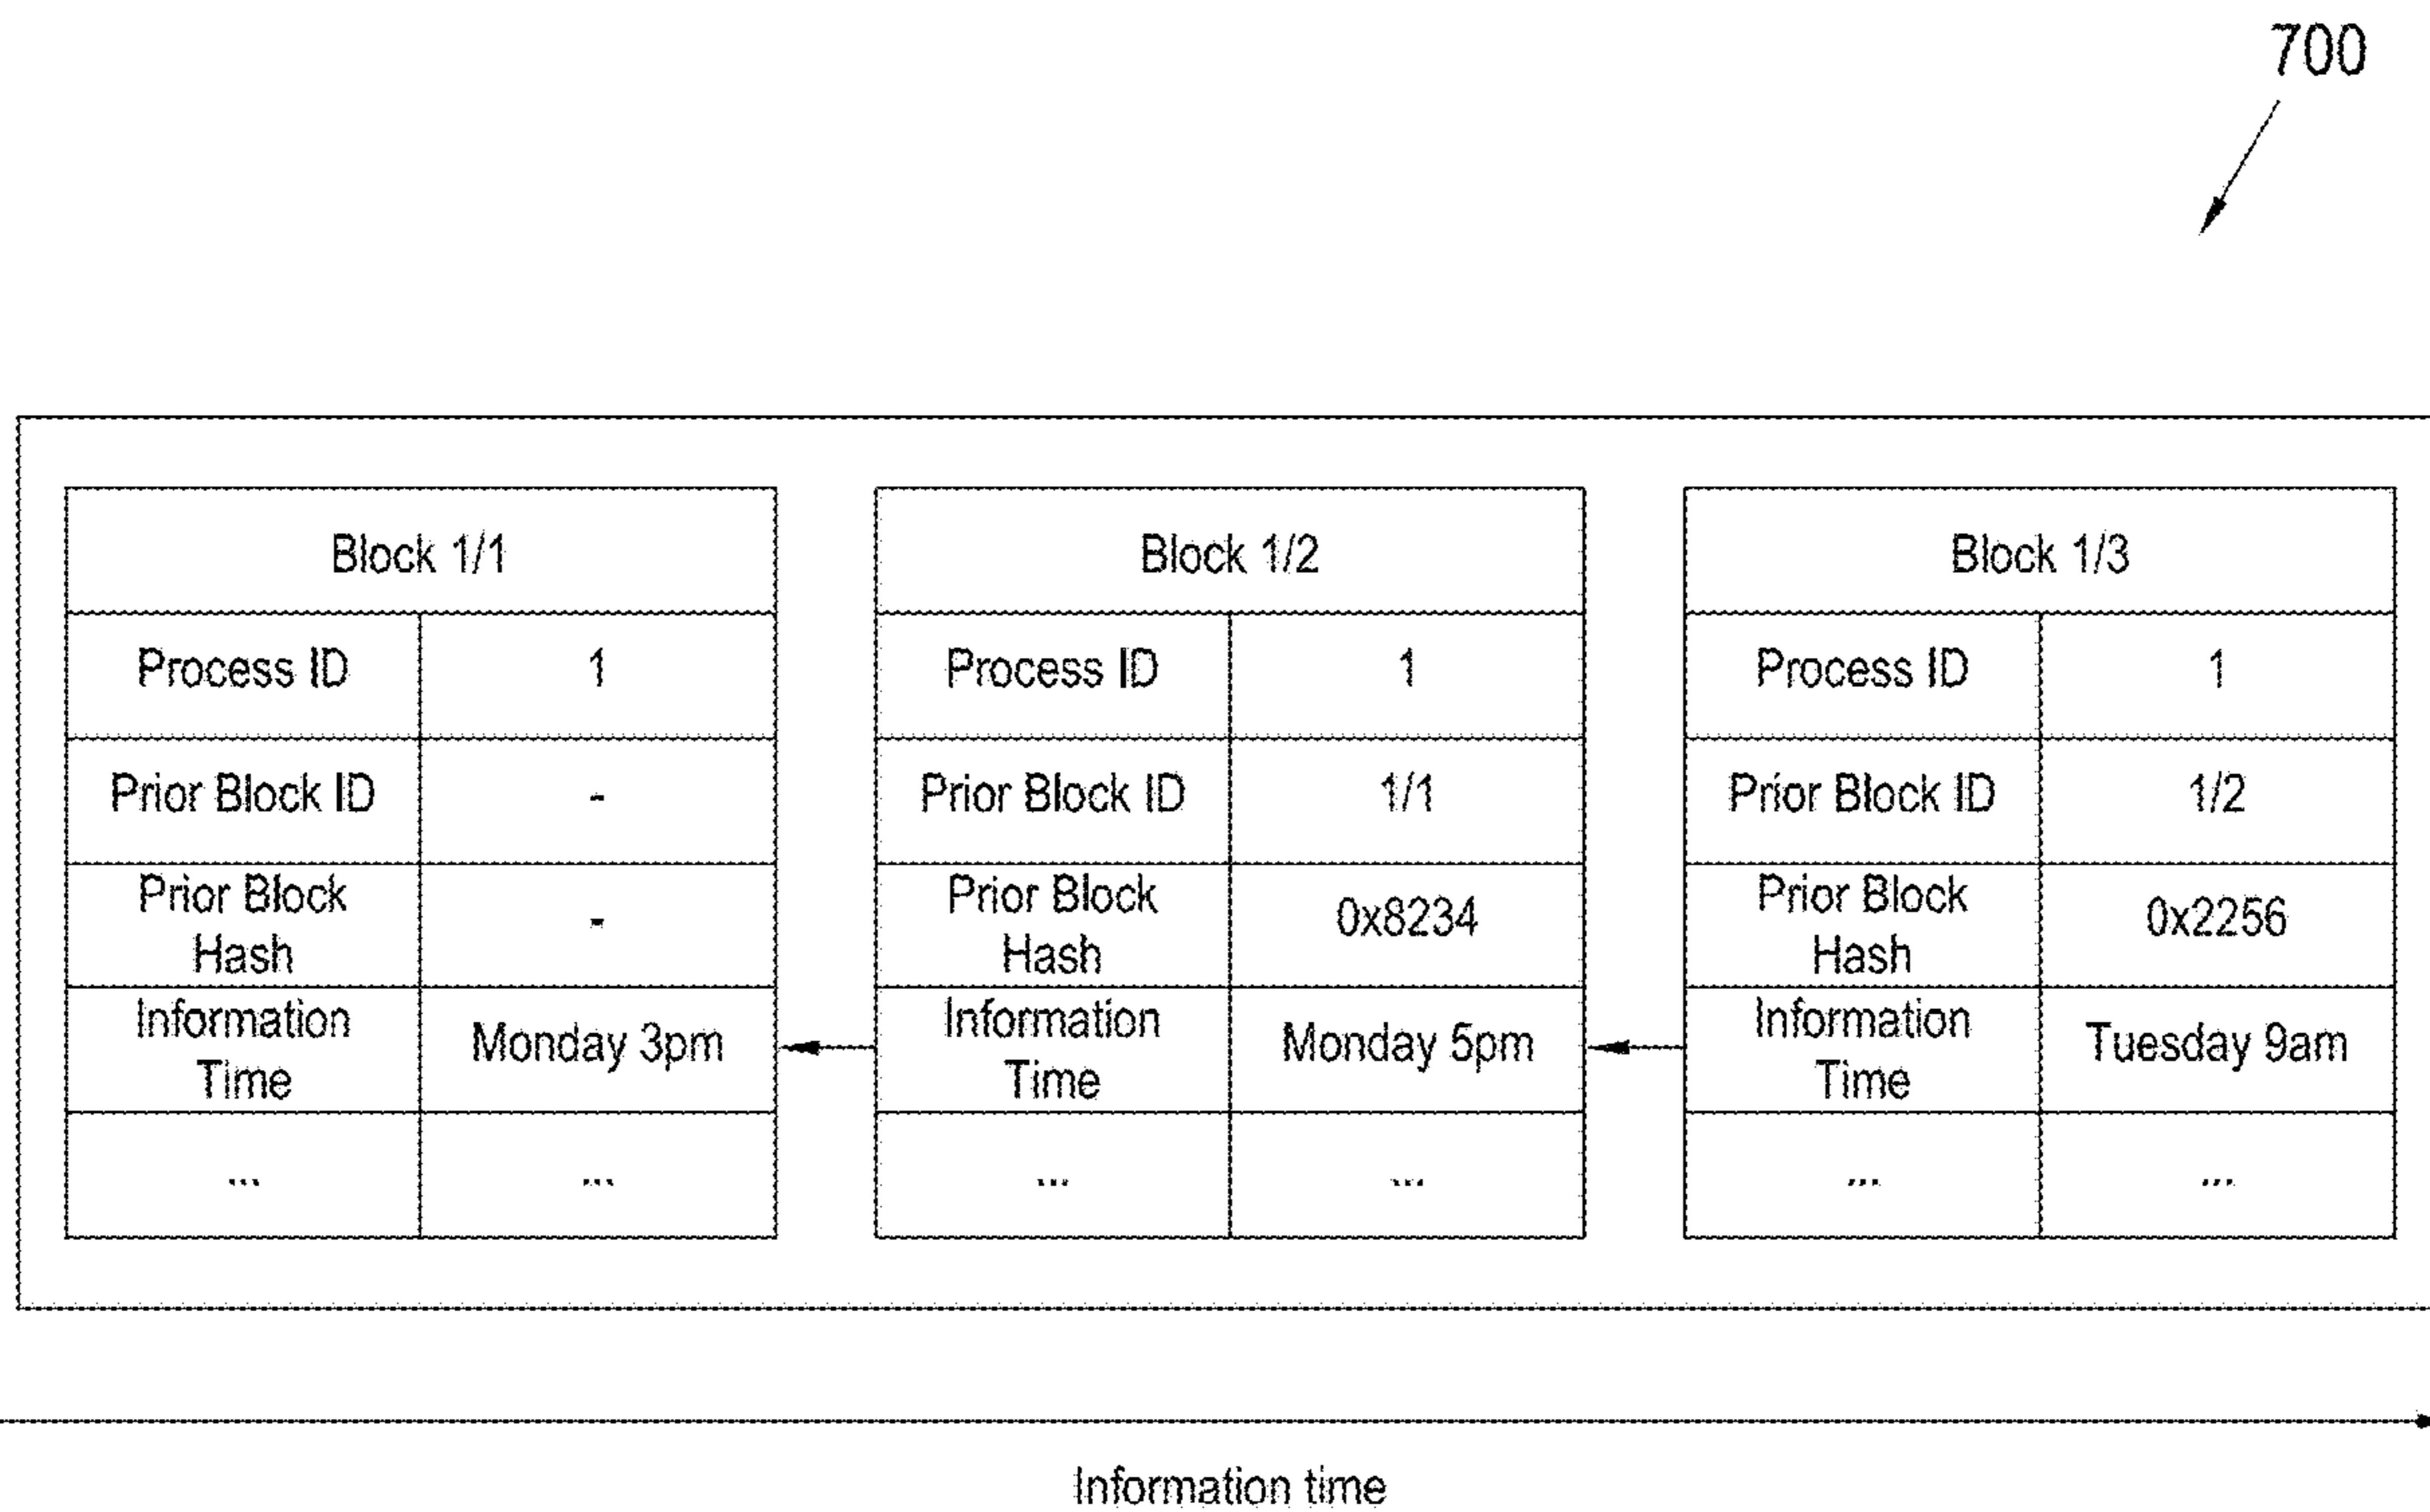 700
Block 1/1
Process ID 1
Prior Block ID -
Prior Block
Hash
-
Information
Time
Monday 3pm
... ...
Block 1/2
Process ID 1
Prior Block ID 1/1
Prior Block
Hash
0x8234
Information
Time
Monday 5pm
... ...
Block 1/3
Process ID 1
Prior Block ID 1/2
Prior Block
Hash
0x2256
Information
Time
Tuesday 9am
... ...
Information time